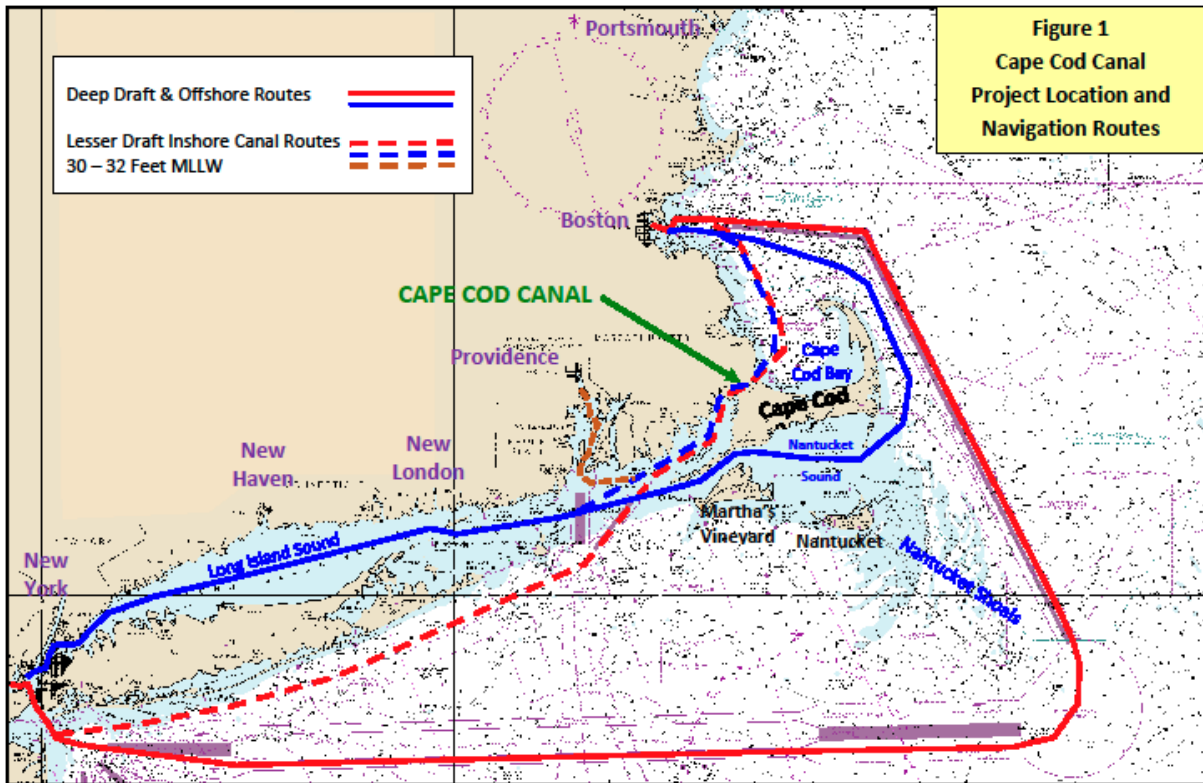 Portsmouth
Figure 1
Cape Cod Canal
Project Location and
Navigation Routes
Deep Draft & Offshore Routes
Lesser Draft Inshore Canal Routes
30 – 32 Feet MLLW
Boston
CAPE COD CANAL
Providence
Cape
Cod Bay
Cape Cod
New
Haven
New
London
Nantucket
Sound
Martha's
Vineyard
Nantucket
Nantucket Shoals
New
York
Long Island Sound